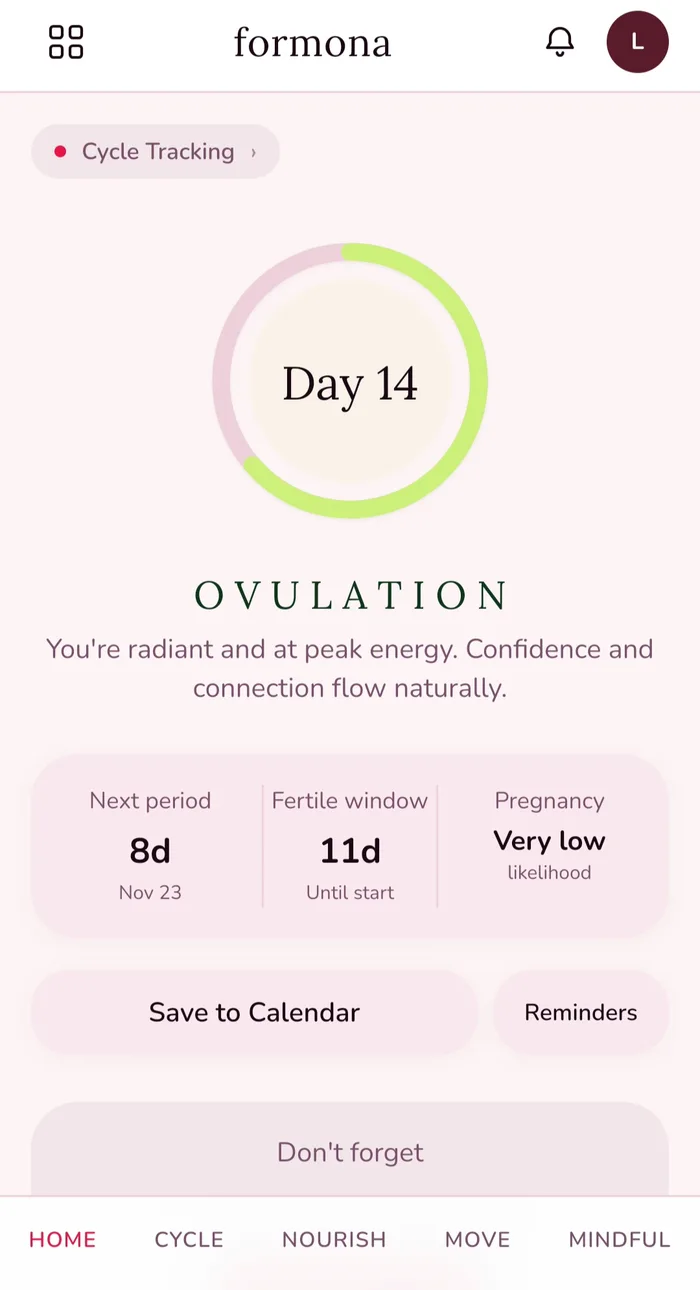 formona
L
Cycle Tracking ›
Day 14
OVULATION
You're radiant and at peak energy. Confidence and
connection flow naturally.
Next period
8d
Nov 23
Fertile window
11d
Until start
Pregnancy
Very low
likelihood
Save to Calendar
Reminders
Don't forget
HOME CYCLE NOURISH MOVE MINDFUL